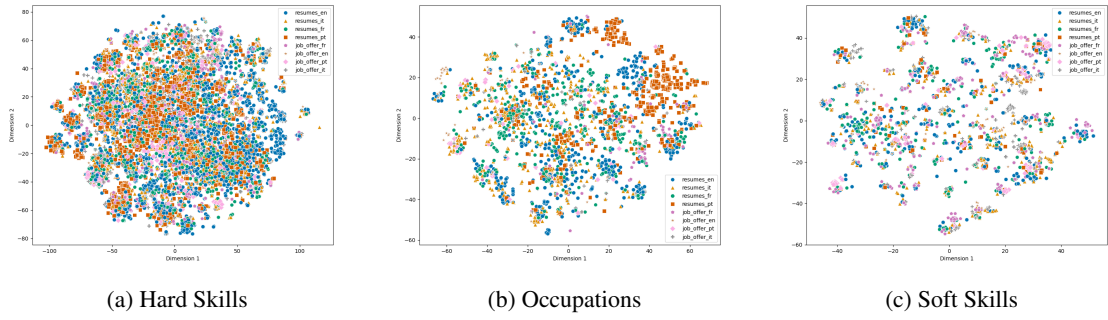 80
60
40
20
0
−20
−40
−60
−80
Dimension 2
−100
−50
0
50
100
Dimension 1
resumes_en
resumes_it
resumes_fr
resumes_pt
job_offer_fr
job_offer_en
job_offer_pt
job_offer_it
(a) Hard Skills
60
40
20
0
−20
−40
−60
Dimension 2
−60
−40
−20
0
20
40
60
Dimension 1
resumes_en
resumes_it
resumes_fr
resumes_pt
job_offer_fr
job_offer_en
job_offer_pt
job_offer_it
(b) Occupations
40
20
0
−20
−40
−60
Dimension 2
−40
−20
0
20
40
Dimension 1
resumes_en
resumes_it
resumes_fr
resumes_pt
job_offer_fr
job_offer_en
job_offer_pt
job_offer_it
(c) Soft Skills